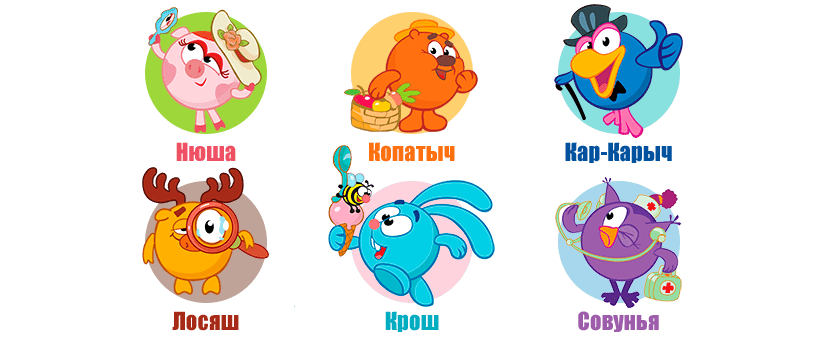 Нюша
Копатыч
Кар-Карыч
Лосяш
Крош
Совунья